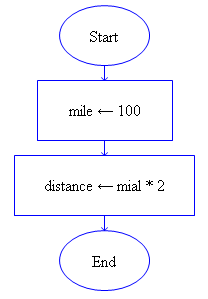 Start
mile ← 100
distance ← mial * 2
End